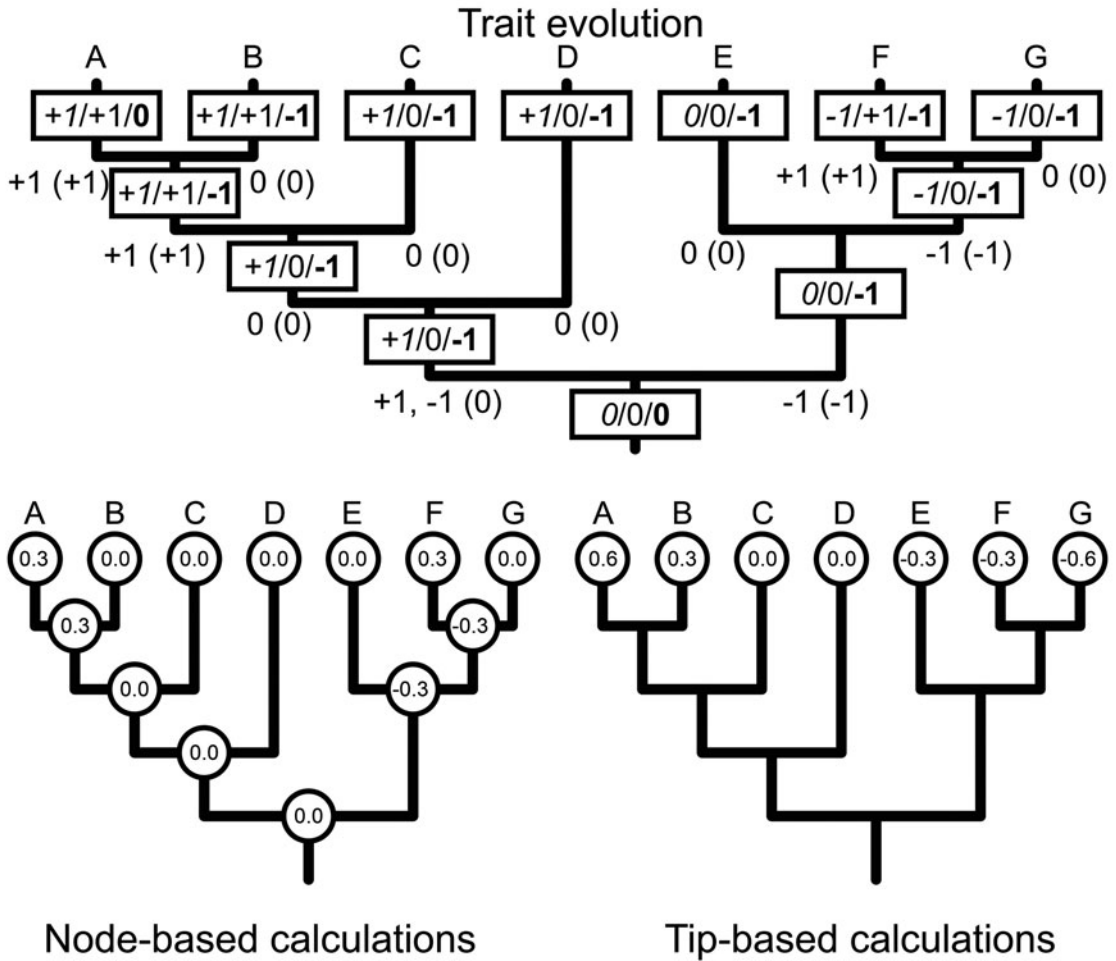 Trait evolution
A B C D E F G
+1/+1/0 +1/+1/-1 +1/0/-1 +1/0/-1 0/0/-1 -1/+1/-1 -1/0/-1
+1 (+1) +1/+1/-1 0 (0) +1 (+1) -1/0/-1 0 (0)
+1 (+1) +1/0/-1 0 (0) 0 (0) -1 (-1)
0/0/-1
0 (0) +1/0/-1 0 (0)
+1, -1 (0) 0/0/0 -1 (-1)
A B C D E F G
0.3 0.0 0.0 0.0 0.0 0.3 0.0
0.3 -0.3
0.0 -0.3
0.0
0.0
Node-based calculations
A B C D E F G
0.6 0.3 0.0 0.0 -0.3 -0.3 -0.6
Tip-based calculations